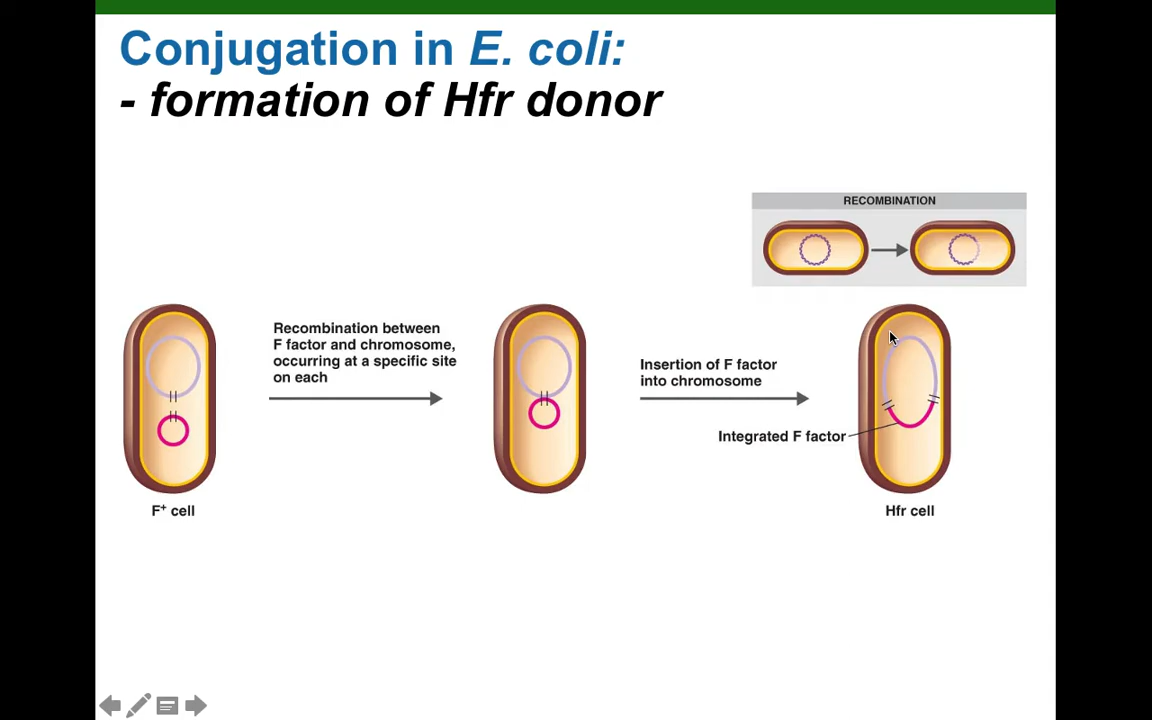 Conjugation in E. coli:
- formation of Hfr donor
RECOMBINATION
Recombination between
F factor and chromosome,
occurring at a specific site
on each
Insertion of F factor
into chromosome
Integrated F factor
F⁺ cell
Hfr cell